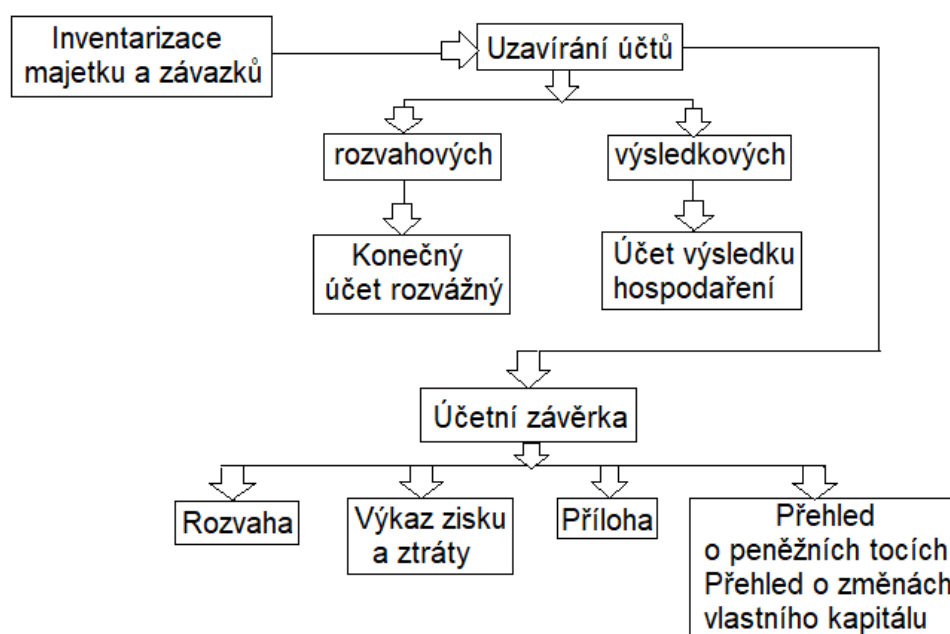 Inventarizace
majetku a závazků
Uzavírání účtů
rozvahových
výsledkových
Konečný
účet rozvážný
Účet výsledku
hospodaření
Účetní závěrka
Rozvaha
Výkaz zisku
a ztráty
Příloha
Přehled
o peněžních tocích
Přehled o změnách
vlastního kapitálu